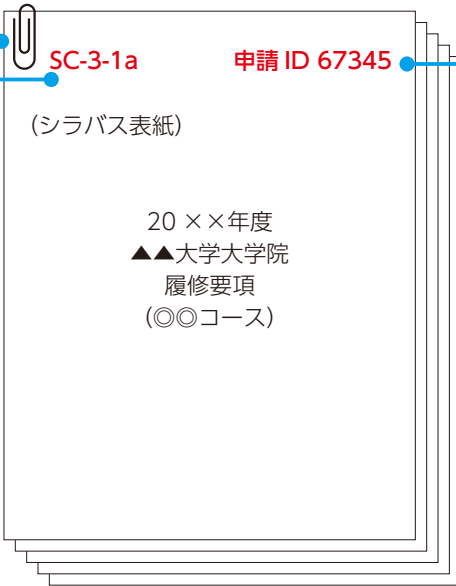 SC-3-1a 申請 ID 67345
（シラバス表紙）
20 ××年度
▲▲大学大学院
履修要項
（◎◎コース）